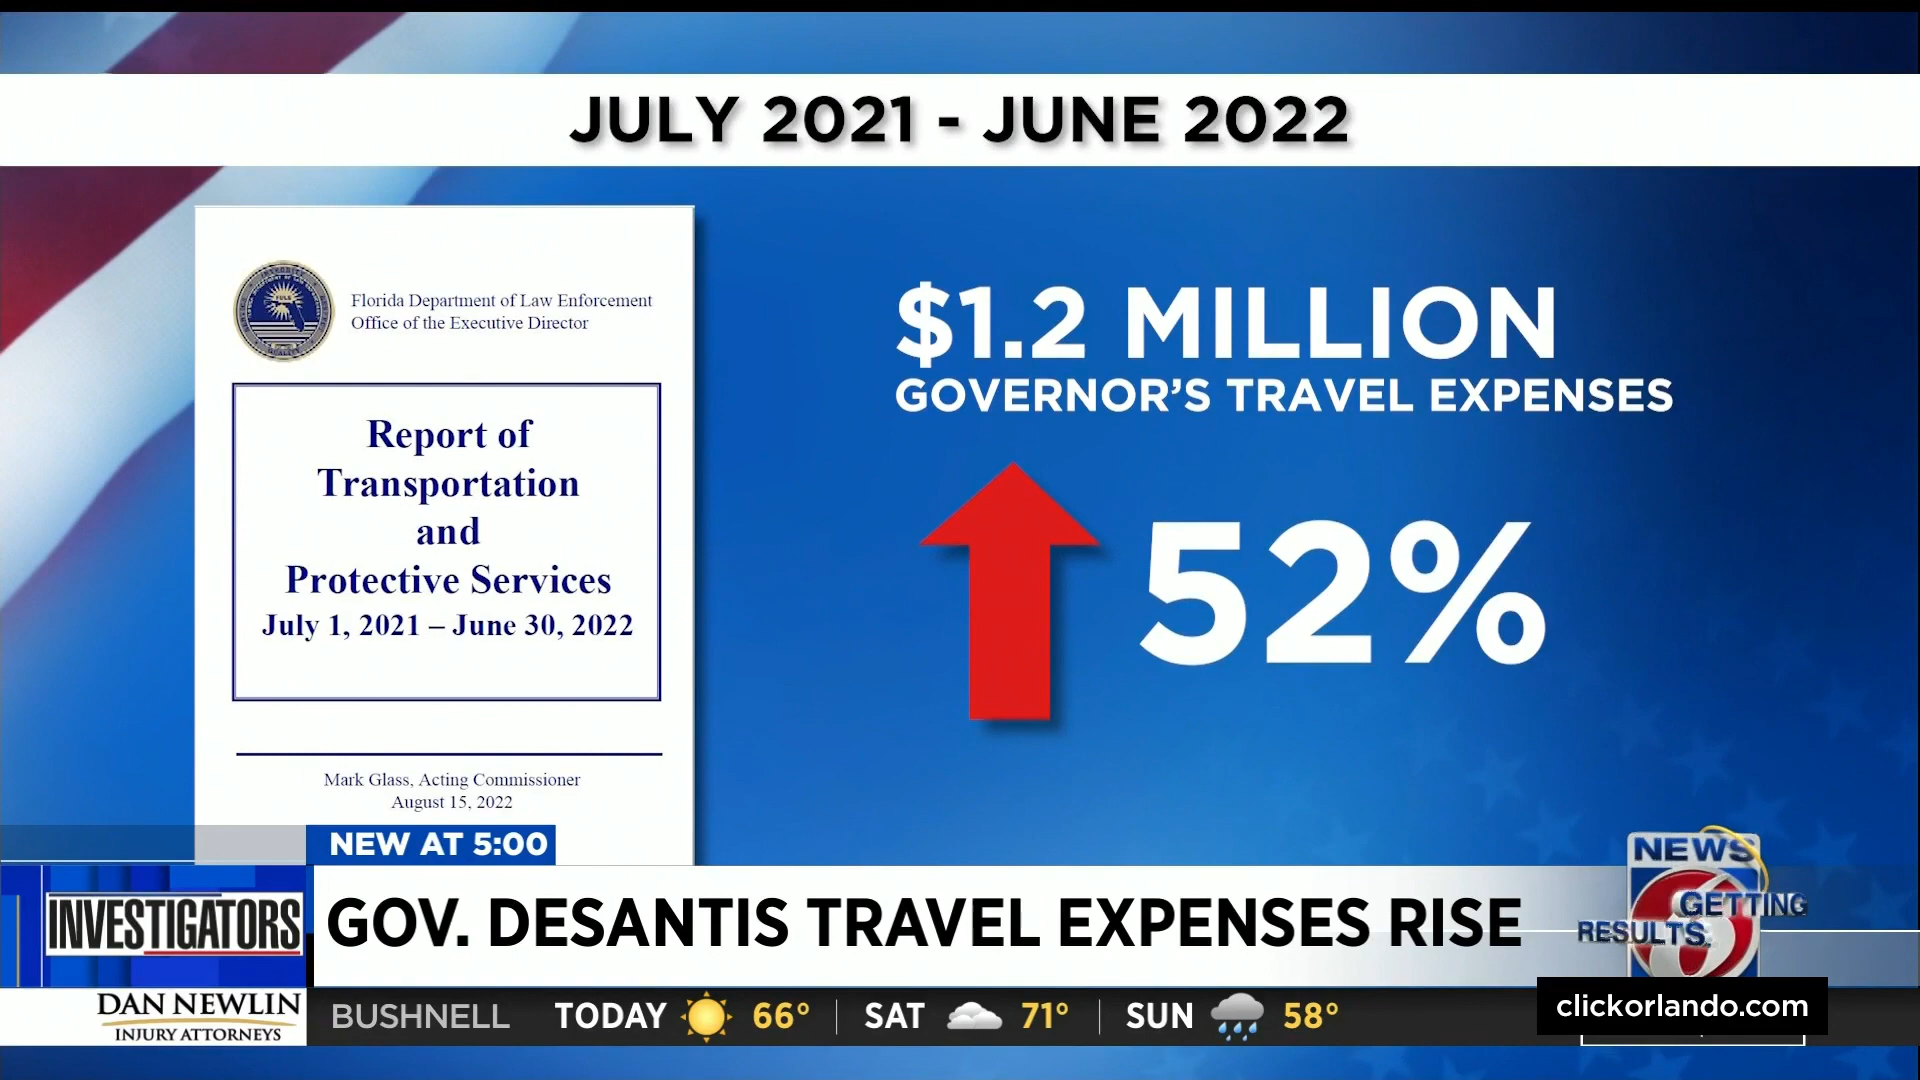 JULY 2021 - JUNE 2022
Florida Department of Law Enforcement
Office of the Executive Director
Report of
Transportation
and
Protective Services
July 1, 2021 – June 30, 2022
Mark Glass, Acting Commissioner
August 15, 2022
$1.2 MILLION
GOVERNOR'S TRAVEL EXPENSES
52%
NEW AT 5:00
INVESTIGATORS
GOV. DESANTIS TRAVEL EXPENSES RISE
NEWS
6
GETTING
RESULTS
DAN NEWLIN
INJURY ATTORNEYS
BUSHNELL TODAY 66° SAT 71° SUN 58°
clickorlando.com